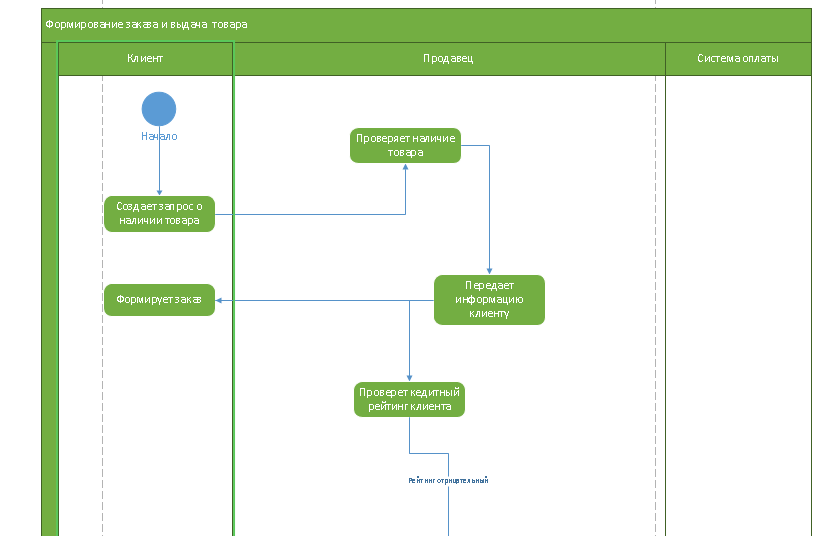 Формирование заказа и выдача товара
Клиент
Продавец
Система оплаты
Начало
Проверяет наличие
товара
Создает запрос о
наличии товара
Передает
информацию
клиенту
Формирует заказ
Проверет кедитный
рейтинг клиента
Рейтинг отрицательный